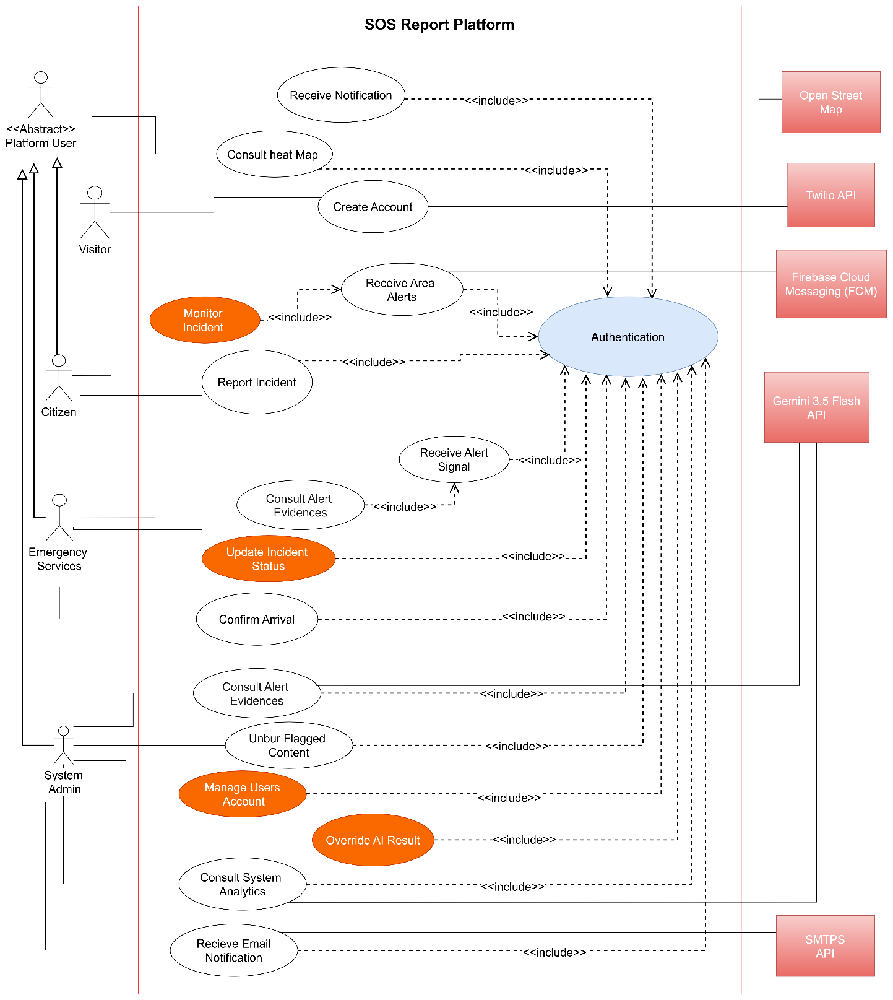 SOS Report Platform
<<Abstract>>
Platform User
Receive Notification
<<include>>
Open Street
Map
Consult heat Map
<<include>>
Visitor
Create Account
Twilio API
Receive Area
Alerts
<<include>>
Firebase Cloud
Messaging (FCM)
Monitor
Incident
<<include>>
Authentication
Citizen
Report Incident
<<include>>
Gemini 3.5 Flash
API
Receive Alert
Signal
<<include>>
Emergency
Services
Consult Alert
Evidences
<<include>>
Update Incident
Status
<<include>>
Confirm Arrival
<<include>>
Consult Alert
Evidences
<<include>>
System
Admin
Unbur Flagged
Content
<<include>>
Manage Users
Account
<<include>>
Override AI Result
<<include>>
Consult System
Analytics
<<include>>
Recieve Email
Notification
<<include>>
SMTPS
API